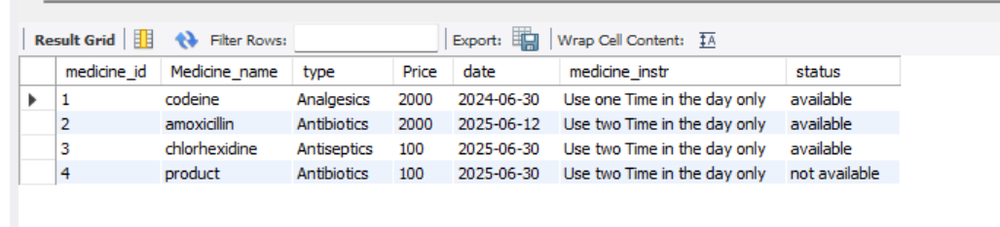 Result Grid Filter Rows: Export: Wrap Cell Content: IA
medicine_id Medicine_name type Price date medicine_instr status
1 codeine Analgesics 2000 2024-06-30 Use one Time in the day only available
2 amoxicillin Antibiotics 2000 2025-06-12 Use two Time in the day only available
3 chlorhexidine Antiseptics 100 2025-06-30 Use two Time in the day only available
4 product Antibiotics 100 2025-06-30 Use two Time in the day only not available